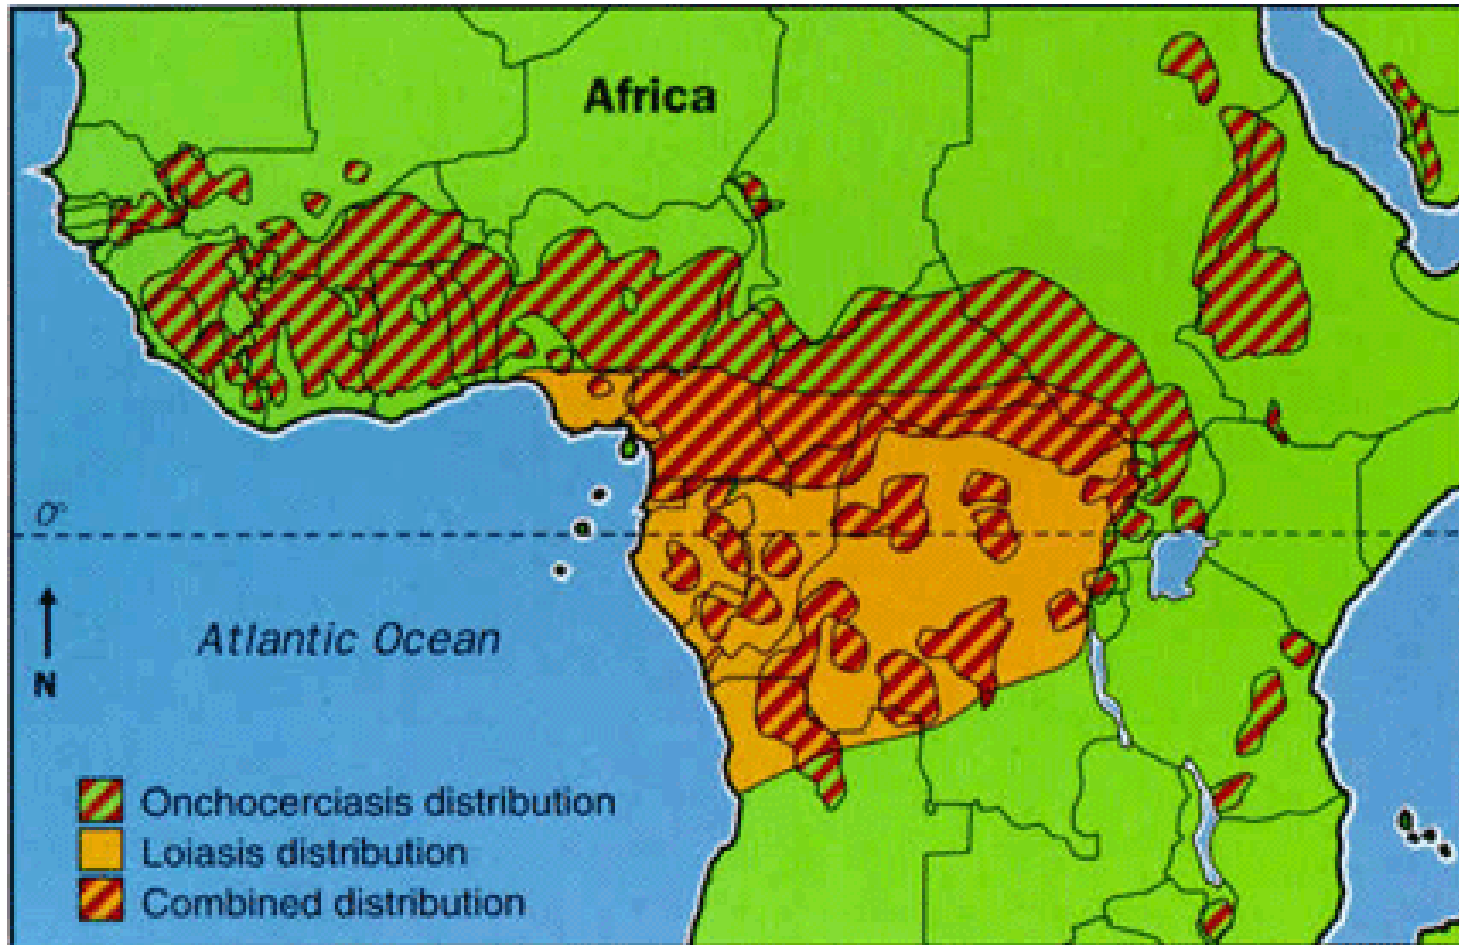 Africa
0°
Atlantic Ocean
N
Onchocerciasis distribution
Loiasis distribution
Combined distribution